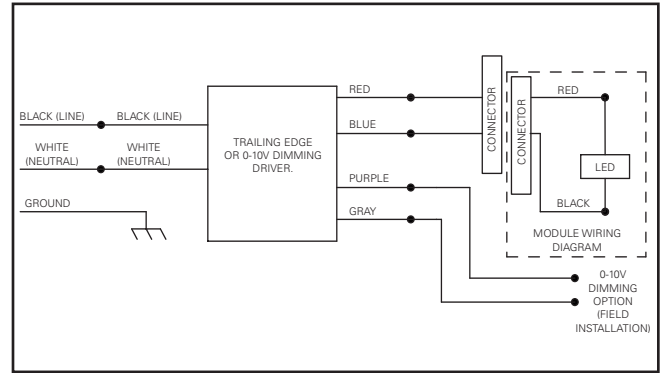 BLACK (LINE)
BLACK (LINE)
WHITE
(NEUTRAL)
WHITE
(NEUTRAL)
GROUND
TRAILING EDGE
OR 0-10V DIMMING
DRIVER.
RED
BLUE
PURPLE
GRAY
CONNECTOR
CONNECTOR
RED
LED
BLACK
MODULE WIRING
DIAGRAM
0-10V
DIMMING
OPTION
(FIELD
INSTALLATION)